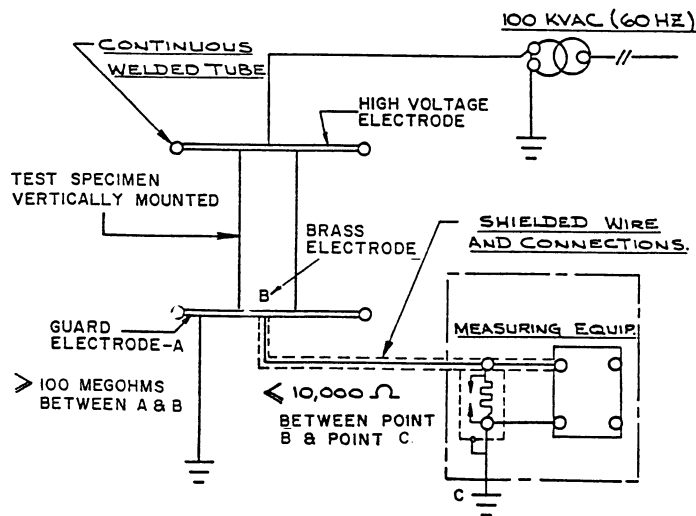 100 KVAC (60 HZ)
CONTINUOUS
WELDED TUBE
HIGH VOLTAGE
ELECTRODE
TEST SPECIMEN
VERTICALLY MOUNTED
BRASS
ELECTRODE
SHIELDED WIRE
AND CONNECTIONS.
B
GUARD
ELECTRODE-A
MEASURING EQUIP.
> 100 MEGOHMS
BETWEEN A & B
< 10,000 Ω
BETWEEN POINT
B & POINT C.
C